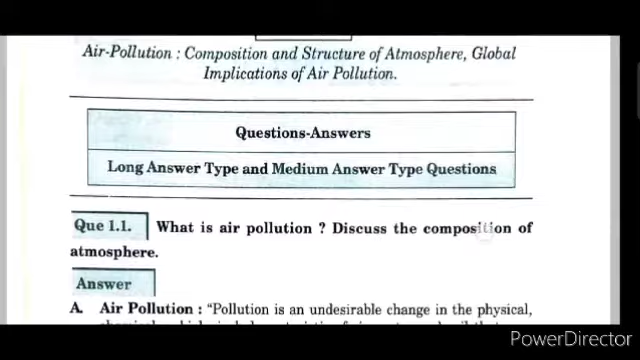 Air-Pollution : Composition and Structure of Atmosphere, Global
Implications of Air Pollution.
Questions-Answers
Long Answer Type and Medium Answer Type Questions
Que 1.1. What is air pollution ? Discuss the composition of
atmosphere.
Answer
A. Air Pollution : "Pollution is an undesirable change in the physical,
PowerDirector